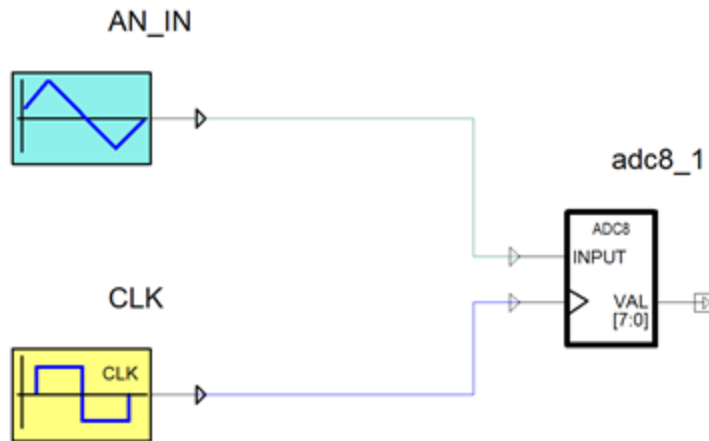 AN_IN
adc8_1
ADC8
INPUT
CLK
VAL
[7:0]
CLK